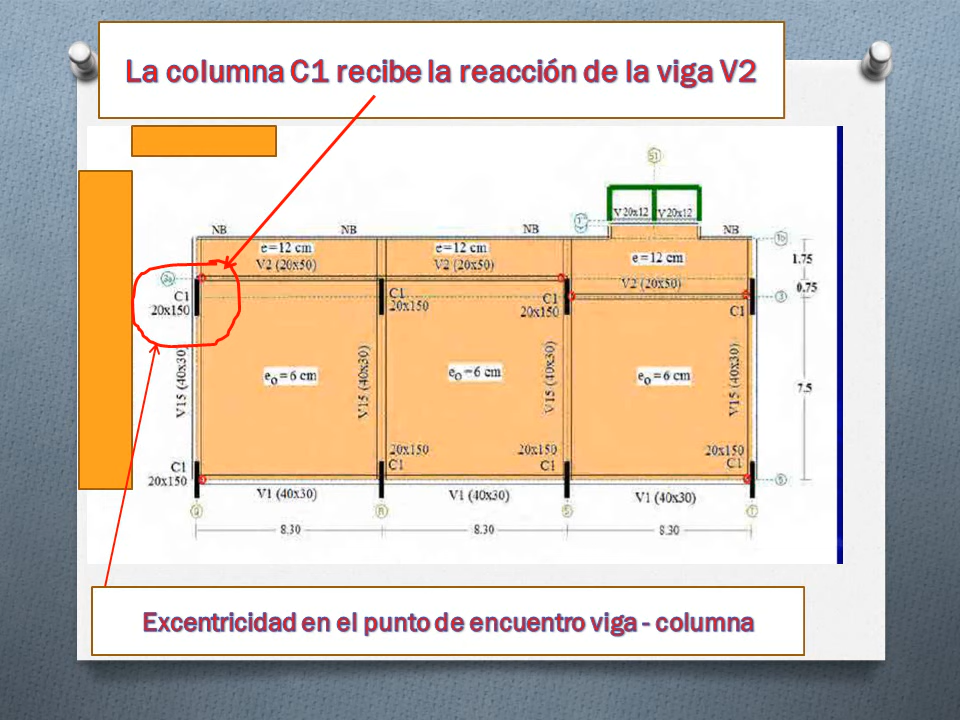 La columna C1 recibe la reacción de la viga V2
V 20x12 V 20x12
NB NB NB NB
e=12 cm e=12 cm e=12 cm
V2 (20x50) V2 (20x50) V2 (20x50)
1.75
0.75
C1
20x150
C1
20x150
C1
20x150
C1
V15 (40x30) V15 (40x30) V15 (40x30) V15 (40x30)
eo=6 cm eo=6 cm eo=6 cm
7.5
C1
20x150
20x150
C1
20x150
C1
20x150
C1
V1 (40x30) V1 (40x30) V1 (40x30)
8.30 8.30 8.30
Excentricidad en el punto de encuentro viga - columna